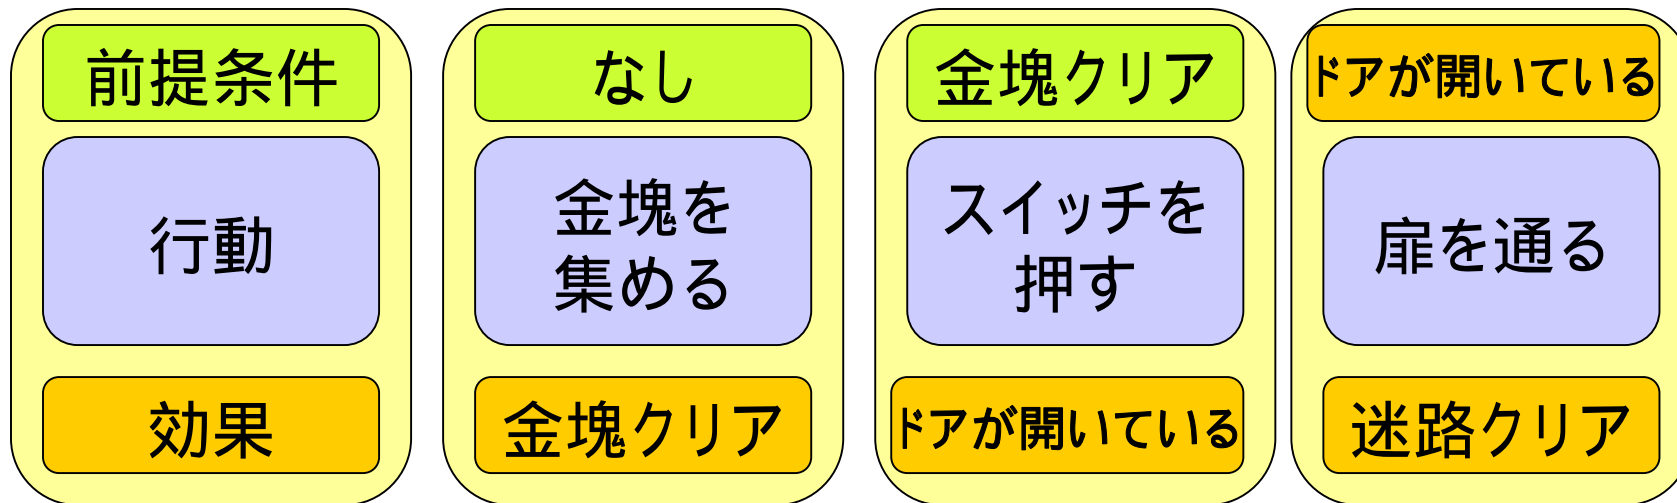 前提条件
行動
効果
なし
金塊を
集める
金塊クリア
金塊クリア
スイッチを
押す
ドアが開いている
ドアが開いている
扉を通る
迷路クリア